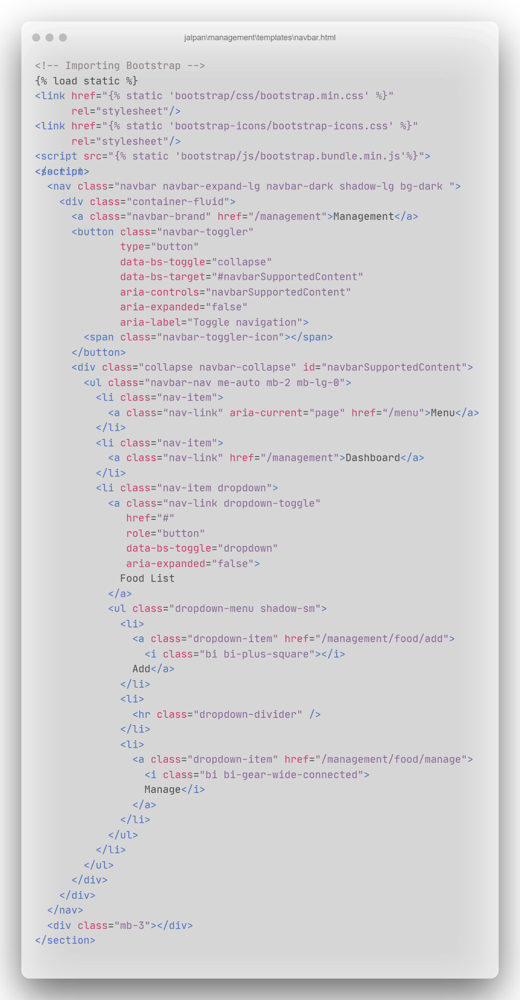 jalpan\management\templates\navbar.html
<!-- Importing Bootstrap -->
{% load static %}
<link href="{% static 'bootstrap/css/bootstrap.min.css' %}"
      rel="stylesheet"/>
<link href="{% static 'bootstrap-icons/bootstrap-icons.css' %}"
      rel="stylesheet"/>
<script src="{% static 'bootstrap/js/bootstrap.bundle.min.js'%}">
</script>
<section>
  <nav class="navbar navbar-expand-lg navbar-dark shadow-lg bg-dark ">
    <div class="container-fluid">
      <a class="navbar-brand" href="/management">Management</a>
      <button class="navbar-toggler"
              type="button"
              data-bs-toggle="collapse"
              data-bs-target="#navbarSupportedContent"
              aria-controls="navbarSupportedContent"
              aria-expanded="false"
              aria-label="Toggle navigation">
        <span class="navbar-toggler-icon"></span>
      </button>
      <div class="collapse navbar-collapse" id="navbarSupportedContent">
        <ul class="navbar-nav me-auto mb-2 mb-lg-0">
          <li class="nav-item">
            <a class="nav-link" aria-current="page" href="/menu">Menu</a>
          </li>
          <li class="nav-item">
            <a class="nav-link" href="/management">Dashboard</a>
          </li>
          <li class="nav-item dropdown">
            <a class="nav-link dropdown-toggle"
               href="#"
               role="button"
               data-bs-toggle="dropdown"
               aria-expanded="false">
              Food List
            </a>
            <ul class="dropdown-menu shadow-sm">
              <li>
                <a class="dropdown-item" href="/management/food/add">
                  <i class="bi bi-plus-square"></i>
                Add</a>
              </li>
              <li>
                <hr class="dropdown-divider" />
              </li>
              <li>
                <a class="dropdown-item" href="/management/food/manage">
                  <i class="bi bi-gear-wide-connected">
                  Manage</i>
                </a>
              </li>
            </ul>
          </li>
        </ul>
      </div>
    </div>
  </nav>
  <div class="mb-3"></div>
</section>